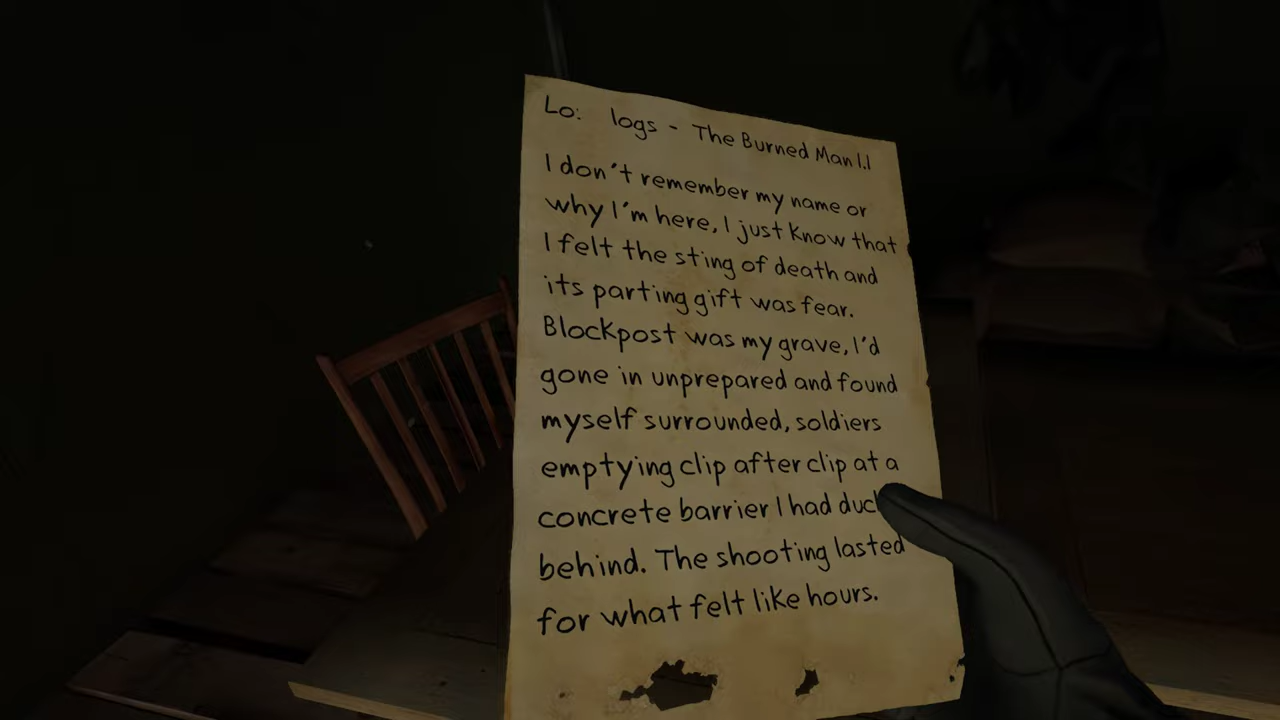 Lo: logs - The Burned Man 1.1
I don't remember my name or
why I'm here, I just know that
I felt the sting of death and
its parting gift was fear.
Blockpost was my grave, I'd
gone in unprepared and found
myself surrounded, soldiers
emptying clip after clip at a
concrete barrier I had duc
behind. The shooting lasted
for what felt like hours.